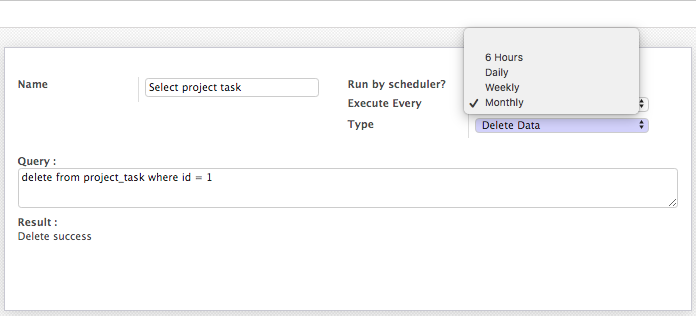 Name
Select project task
Run by scheduler?
Execute Every
6 Hours
Daily
Weekly
✓ Monthly
Type
Delete Data
Query :
delete from project_task where id = 1
Result :
Delete success